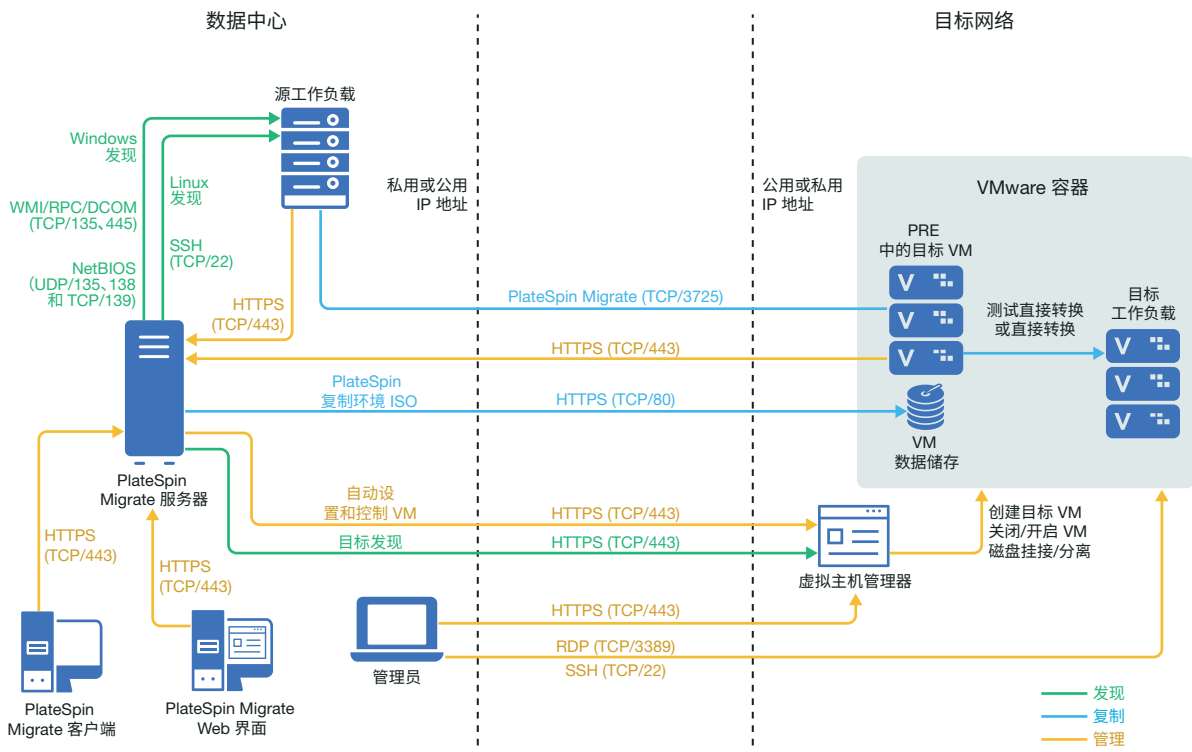 数据中心
目标网络
源工作负载
Windows
发现
Linux
发现
WMI/RPC/DCOM
(TCP/135、445)
SSH
(TCP/22)
NetBIOS
(UDP/135、138
和 TCP/139)
HTTPS
(TCP/443)
私用或公用
IP 地址
公用或私用
IP 地址
VMware 容器
PRE
中的目标 VM
V
V
V
目标
工作负载
V
V
V
测试直接转换
或直接转换
PlateSpin Migrate (TCP/3725)
HTTPS (TCP/443)
PlateSpin
复制环境 ISO
HTTPS (TCP/80)
VM
数据储存
PlateSpin
Migrate 服务器
自动设
置和控制 VM
HTTPS (TCP/443)
目标发现
HTTPS (TCP/443)
创建目标 VM
关闭/开启 VM
磁盘挂接/分离
虚拟主机管理器
HTTPS
(TCP/443)
HTTPS
(TCP/443)
HTTPS (TCP/443)
RDP (TCP/3389)
SSH (TCP/22)
管理员
PlateSpin
Migrate 客户端
PlateSpin Migrate
Web 界面
发现
复制
管理